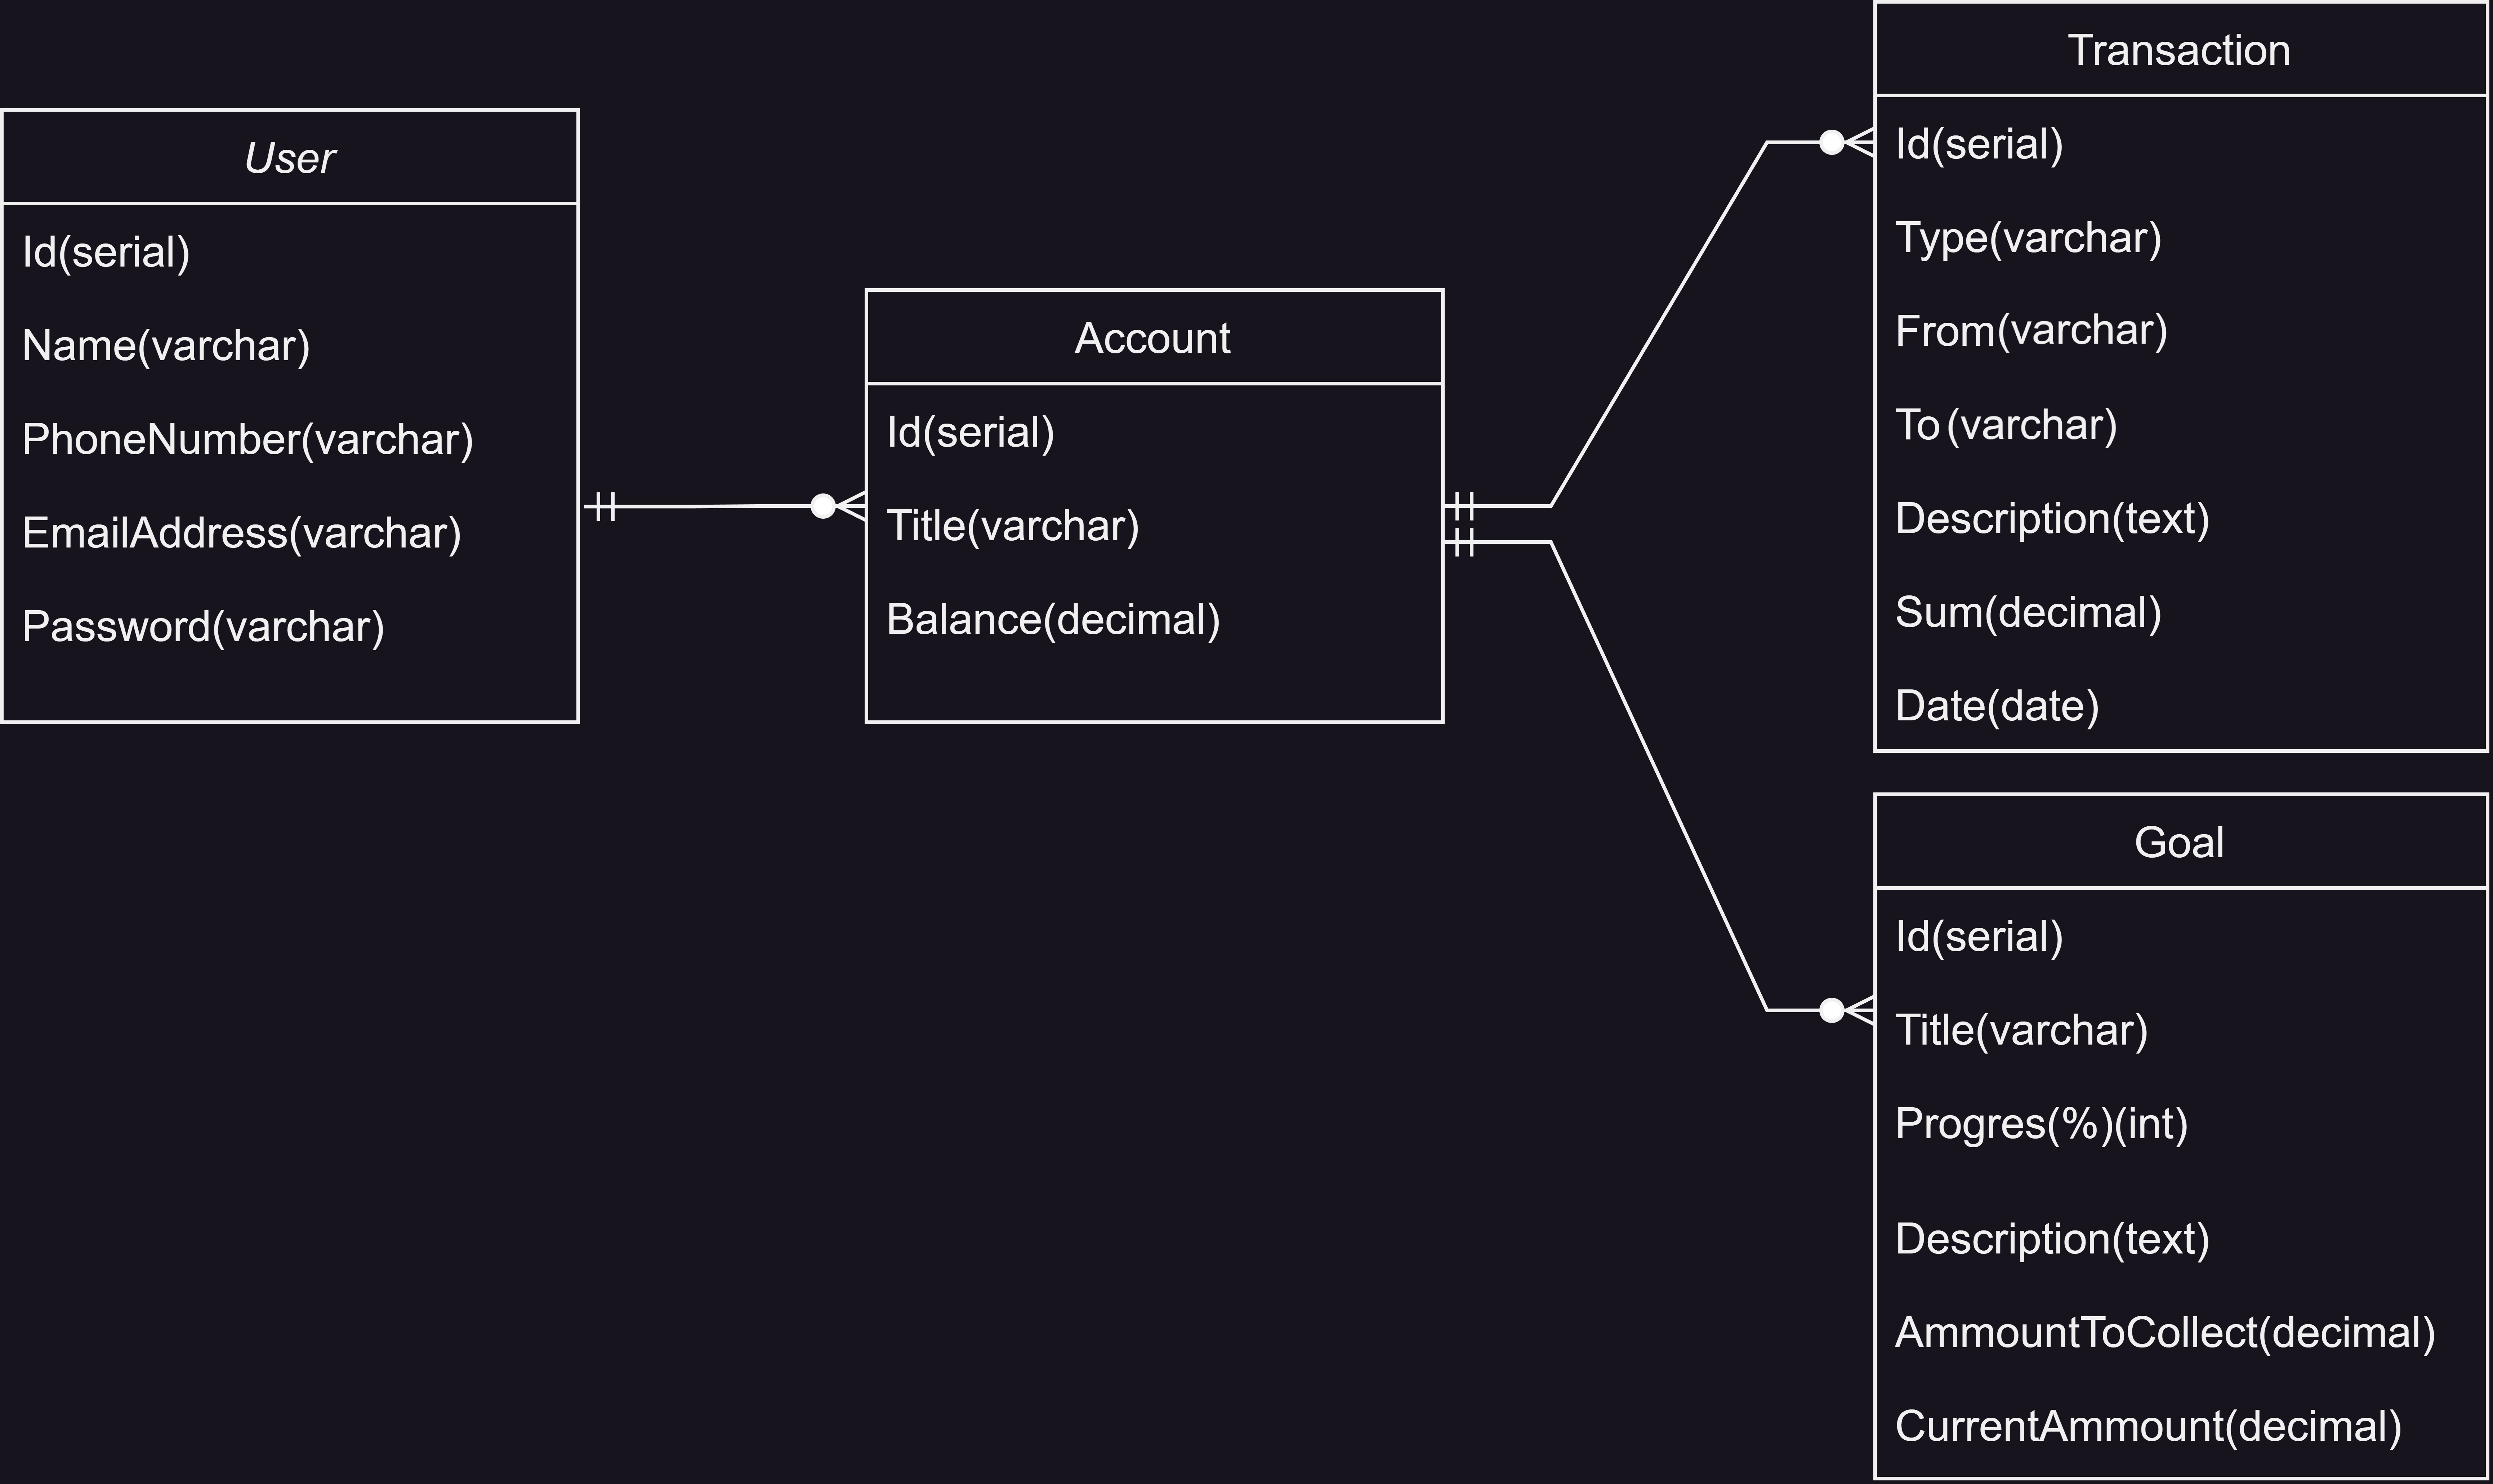 User
Id(serial)
Name(varchar)
PhoneNumber(varchar)
EmailAddress(varchar)
Password(varchar)
Account
Id(serial)
Title(varchar)
Balance(decimal)
Transaction
Id(serial)
Type(varchar)
From(varchar)
To (varchar)
Description(text)
Sum(decimal)
Date(date)
Goal
Id(serial)
Title(varchar)
Progres(%)(int)
Description(text)
AmmountToCollect(decimal)
CurrentAmmount(decimal)